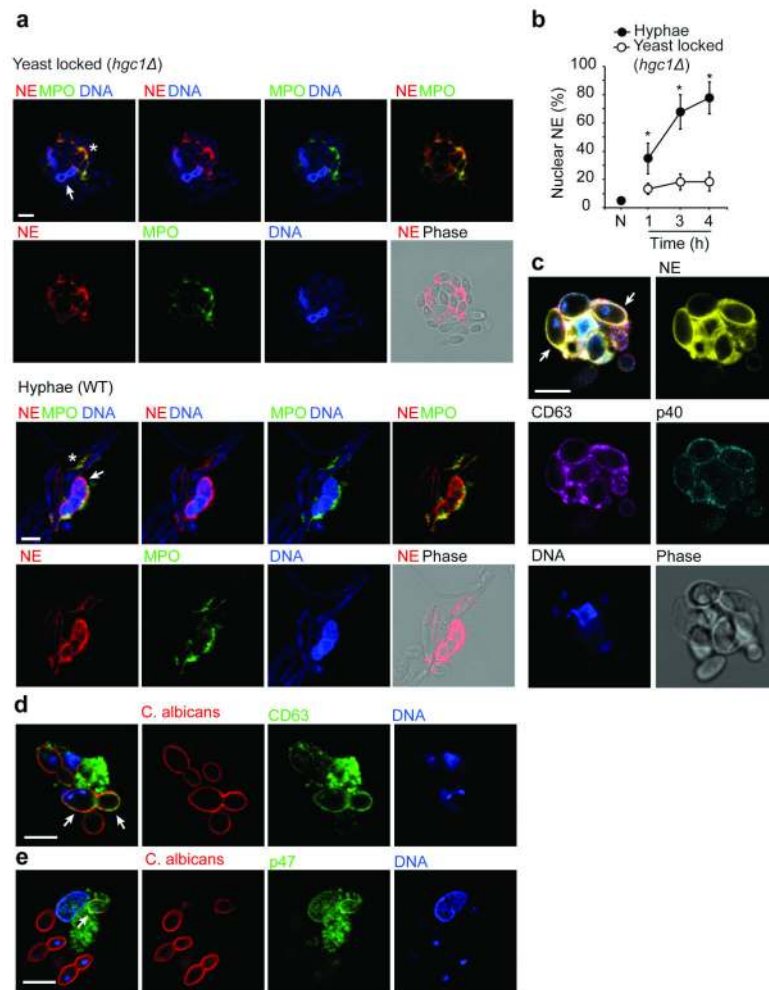 a
Yeast locked (hgc1Δ)
NE MPO DNA
NE DNA
MPO DNA
NE MPO
*
NE
MPO
DNA
NE Phase
Hyphae (WT)
NE MPO DNA
NE DNA
MPO DNA
NE MPO
*
NE
MPO
DNA
NE Phase
b
Hyphae
Yeast locked
(hgc1Δ)
Nuclear NE (%)
100
80
60
40
20
0
* * *
N 1 3 4
Time (h)
c
NE
CD63
p40
DNA
Phase
d
C. albicans
CD63
DNA
e
C. albicans
p47
DNA